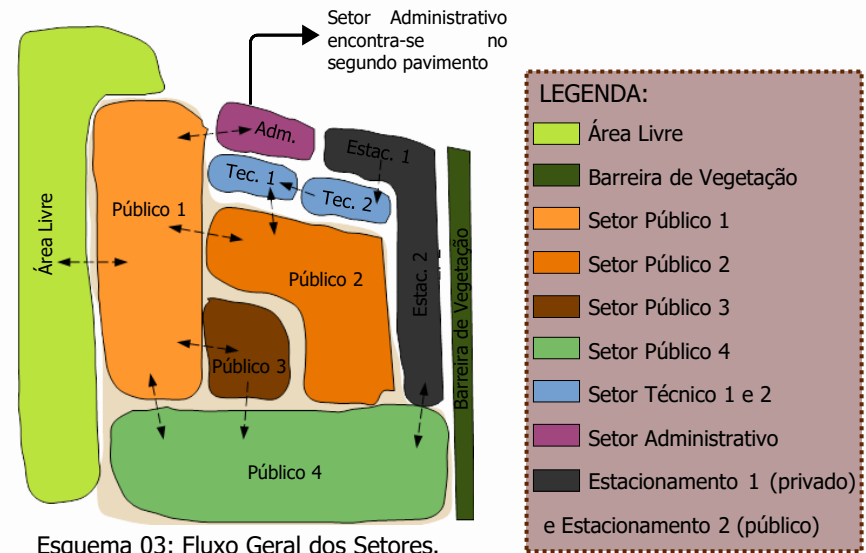 Setor Administrativo
encontra-se no
segundo pavimento
Adm.
Estac. 1
Tec. 1
Tec. 2
Público 1
Área Livre
Público 2
Estac. 2
Barreira de Vegetação
Público 3
Público 4
Esquema 03: Fluxo Geral dos Setores.
LEGENDA:
Área Livre
Barreira de Vegetação
Setor Público 1
Setor Público 2
Setor Público 3
Setor Público 4
Setor Técnico 1 e 2
Setor Administrativo
Estacionamento 1 (privado)
e Estacionamento 2 (público)